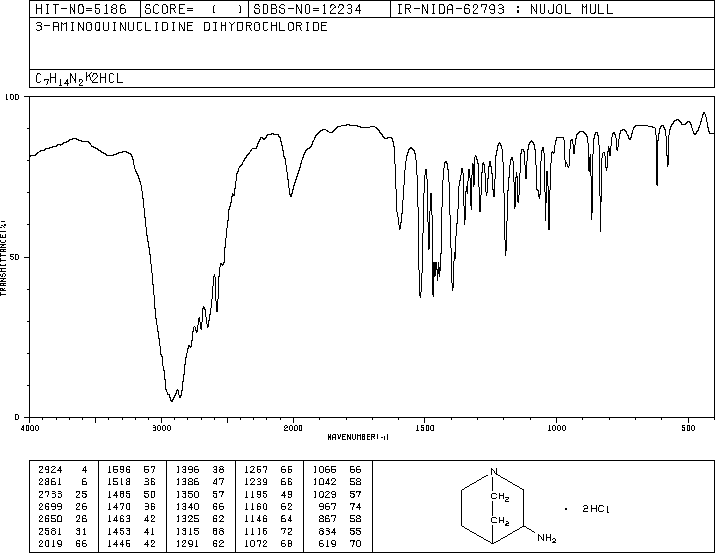 HIT-NO=5186 SCORE= ( ) SDBS-NO=12234 IR-NIDA-62793 : NUJOL MULL
3-AMINOQUINUCLIDINE DIHYDROCHLORIDE
C7H14N2K2HCL
100
50
0
TRANSMITTANCE(%)
4000 3000 2000 1500 1000 500
WAVENUMBER(-1)
2924 4 1596 57 1396 38 1267 66 1066 66
2861 6 1518 36 1386 47 1239 66 1042 58
2733 25 1485 50 1350 57 1195 49 1029 57
2699 26 1470 36 1340 66 1160 62 967 74
2650 26 1463 42 1325 62 1146 64 867 58
2581 31 1453 41 1315 68 1116 72 834 55
2019 66 1446 42 1291 62 1072 68 619 70
N
CH2
CH2
NH2
· 2HCl